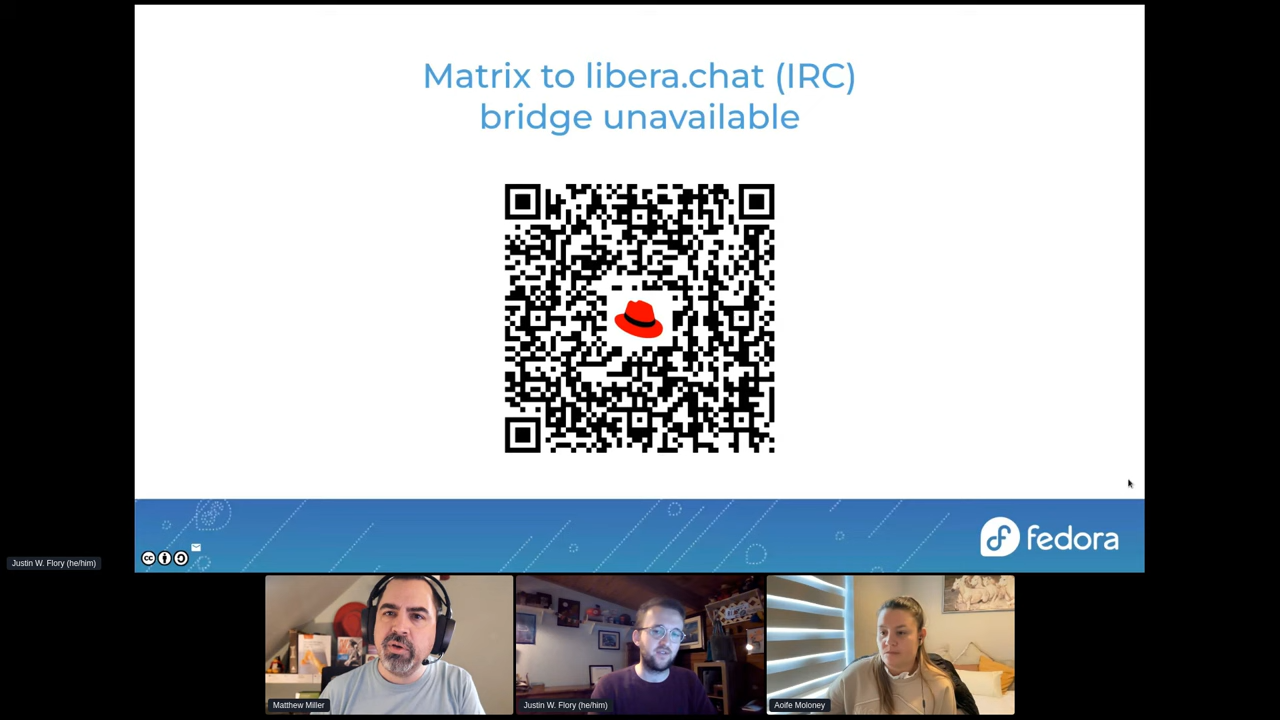 Matrix to libera.chat (IRC)
bridge unavailable
fedora
cc
Justin W. Flory (he/him)
Matthew Miller
Justin W. Flory (he/him)
Aoife Moloney